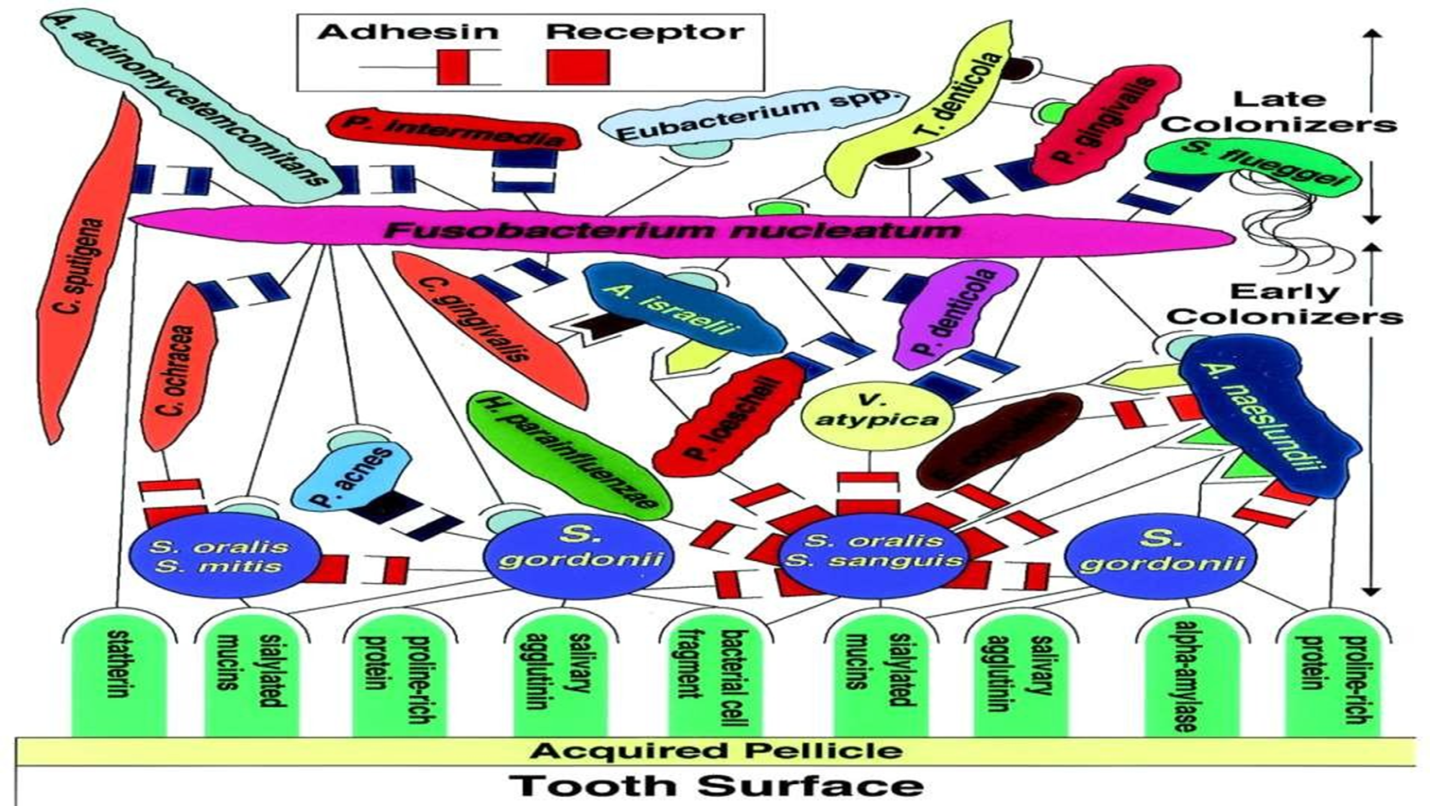 Adhesin Receptor
A. actinomycetemcomitans
P. Intermedia
Eubacterium spp.
T. denticola
P. gingivalis
Late
Colonizers
S. flueggei
C. sputigena
Fusobacterium nucleatum
C. ochracea
C. gingivalis
A. israelii
P. denticola
Early
Colonizers
A. naeslundii
P. loescheii
V.
atypica
P. acnes
H. parainfluenzae
S. oralis
S. mitis
S.
gordonii
S. oralis
S. sanguis
S.
gordonii
statherin
sialylated
mucins
proline-rich
protein
salivary
agglutinin
bacterial cell
fragment
sialylated
mucins
salivary
agglutinin
alpha-amylase
proline-rich
protein
Acquired Pellicle
Tooth Surface